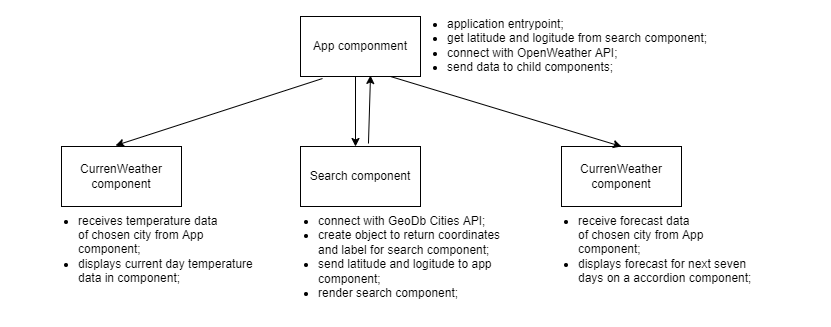 App componment
• application entrypoint;
• get latitude and logitude from search component;
• connect with OpenWeather API;
• send data to child components;
CurrenWeather
component
• receives temperature data
of chosen city from App
component;
• displays current day temperature
data in component;
Search component
• connect with GeoDb Cities API;
• create object to return coordinates
and label for search component;
• send latitude and logitude to app
component;
• render search component;
CurrenWeather
component
• receive forecast data
of chosen city from App
component;
• displays forecast for next seven
days on a accordion component;